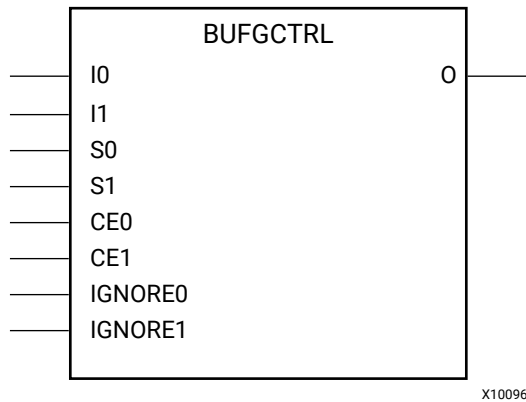 BUFGCTRL
I0 O
I1
S0
S1
CE0
CE1
IGNORE0
IGNORE1
X10096